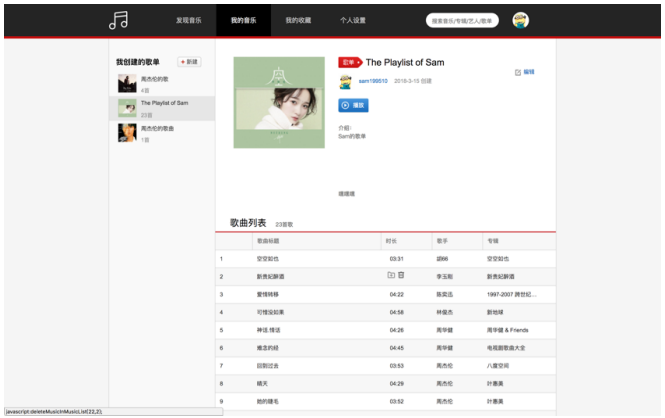 发现音乐 我的音乐 我的收藏 个人设置 搜索音乐/专辑/艺人/歌单
我创建的歌单 + 新建
周杰伦的歌
4首
The Playlist of Sam
23首
周杰伦的歌曲
1首
歌单 The Playlist of Sam
编辑
sam199510 2018-3-15 创建
播放
介绍:
Sam的歌单
嘿嘿嘿
歌曲列表 23首歌
歌曲标题 时长 歌手 专辑
1 空空如也 03:31 胡66 空空如也
2 新贵妃醉酒 李玉刚 新贵妃醉酒
3 爱情转移 04:22 陈奕迅 1997-2007 跨世纪...
4 可惜没如果 04:58 林俊杰 新地球
5 神话.情话 04:26 周华健 周华健 & Friends
6 难念的经 04:45 周华健 电视剧歌曲大全
7 回到过去 03:53 周杰伦 八度空间
8 晴天 04:29 周杰伦 叶惠美
9 她的睫毛 03:52 周杰伦 叶惠美
javascript:deleteMusicInMusicList(22,2);